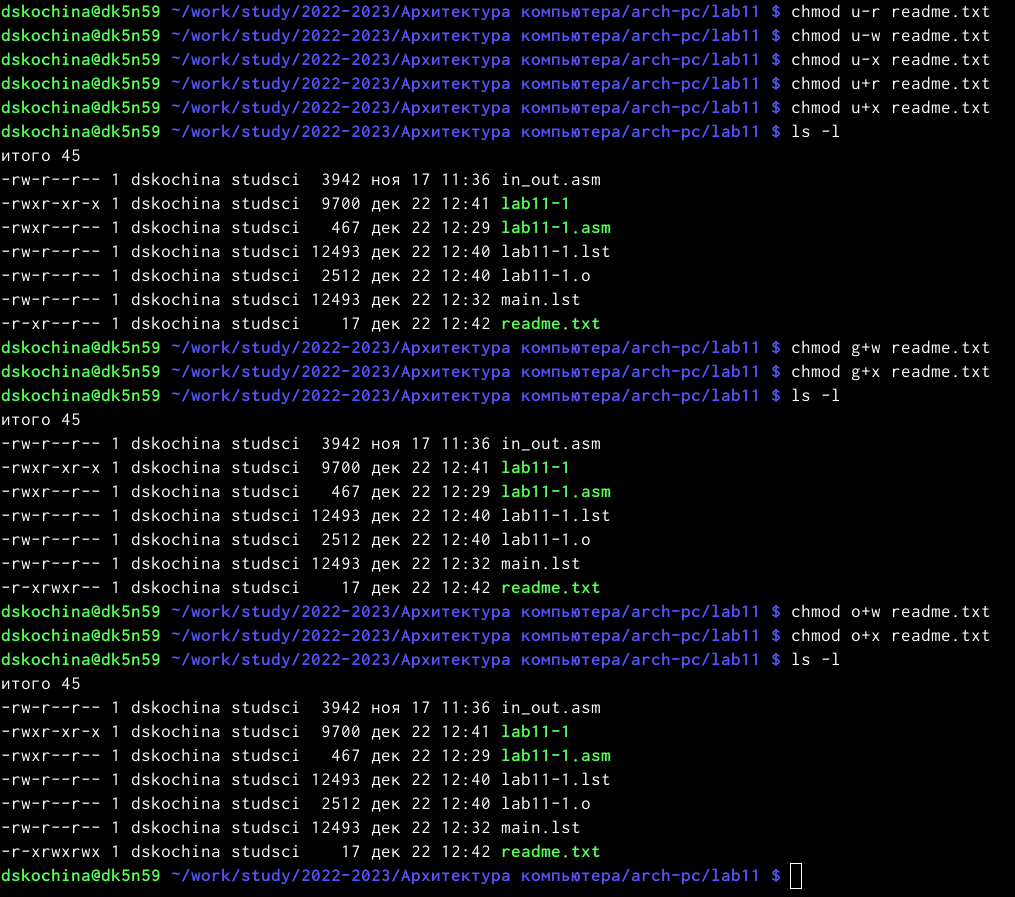 dskochina@dk5n59 ~/work/study/2022-2023/Архитектура компьютера/arch-pc/lab11 $ chmod u-r readme.txt
dskochina@dk5n59 ~/work/study/2022-2023/Архитектура компьютера/arch-pc/lab11 $ chmod u-w readme.txt
dskochina@dk5n59 ~/work/study/2022-2023/Архитектура компьютера/arch-pc/lab11 $ chmod u-x readme.txt
dskochina@dk5n59 ~/work/study/2022-2023/Архитектура компьютера/arch-pc/lab11 $ chmod u+r readme.txt
dskochina@dk5n59 ~/work/study/2022-2023/Архитектура компьютера/arch-pc/lab11 $ chmod u+x readme.txt
dskochina@dk5n59 ~/work/study/2022-2023/Архитектура компьютера/arch-pc/lab11 $ ls -l
итого 45
-rw-r--r-- 1 dskochina studsci  3942 ноя 17 11:36 in_out.asm
-rwxr-xr-x 1 dskochina studsci  9700 дек 22 12:41 lab11-1
-rwxr--r-- 1 dskochina studsci   467 дек 22 12:29 lab11-1.asm
-rw-r--r-- 1 dskochina studsci 12493 дек 22 12:40 lab11-1.lst
-rw-r--r-- 1 dskochina studsci  2512 дек 22 12:40 lab11-1.o
-rw-r--r-- 1 dskochina studsci 12493 дек 22 12:32 main.lst
-r-xr--r-- 1 dskochina studsci    17 дек 22 12:42 readme.txt
dskochina@dk5n59 ~/work/study/2022-2023/Архитектура компьютера/arch-pc/lab11 $ chmod g+w readme.txt
dskochina@dk5n59 ~/work/study/2022-2023/Архитектура компьютера/arch-pc/lab11 $ chmod g+x readme.txt
dskochina@dk5n59 ~/work/study/2022-2023/Архитектура компьютера/arch-pc/lab11 $ ls -l
итого 45
-rw-r--r-- 1 dskochina studsci  3942 ноя 17 11:36 in_out.asm
-rwxr-xr-x 1 dskochina studsci  9700 дек 22 12:41 lab11-1
-rwxr--r-- 1 dskochina studsci   467 дек 22 12:29 lab11-1.asm
-rw-r--r-- 1 dskochina studsci 12493 дек 22 12:40 lab11-1.lst
-rw-r--r-- 1 dskochina studsci  2512 дек 22 12:40 lab11-1.o
-rw-r--r-- 1 dskochina studsci 12493 дек 22 12:32 main.lst
-r-xrwxr-- 1 dskochina studsci    17 дек 22 12:42 readme.txt
dskochina@dk5n59 ~/work/study/2022-2023/Архитектура компьютера/arch-pc/lab11 $ chmod o+w readme.txt
dskochina@dk5n59 ~/work/study/2022-2023/Архитектура компьютера/arch-pc/lab11 $ chmod o+x readme.txt
dskochina@dk5n59 ~/work/study/2022-2023/Архитектура компьютера/arch-pc/lab11 $ ls -l
итого 45
-rw-r--r-- 1 dskochina studsci  3942 ноя 17 11:36 in_out.asm
-rwxr-xr-x 1 dskochina studsci  9700 дек 22 12:41 lab11-1
-rwxr--r-- 1 dskochina studsci   467 дек 22 12:29 lab11-1.asm
-rw-r--r-- 1 dskochina studsci 12493 дек 22 12:40 lab11-1.lst
-rw-r--r-- 1 dskochina studsci  2512 дек 22 12:40 lab11-1.o
-rw-r--r-- 1 dskochina studsci 12493 дек 22 12:32 main.lst
-r-xrwxrwx 1 dskochina studsci    17 дек 22 12:42 readme.txt
dskochina@dk5n59 ~/work/study/2022-2023/Архитектура компьютера/arch-pc/lab11 $